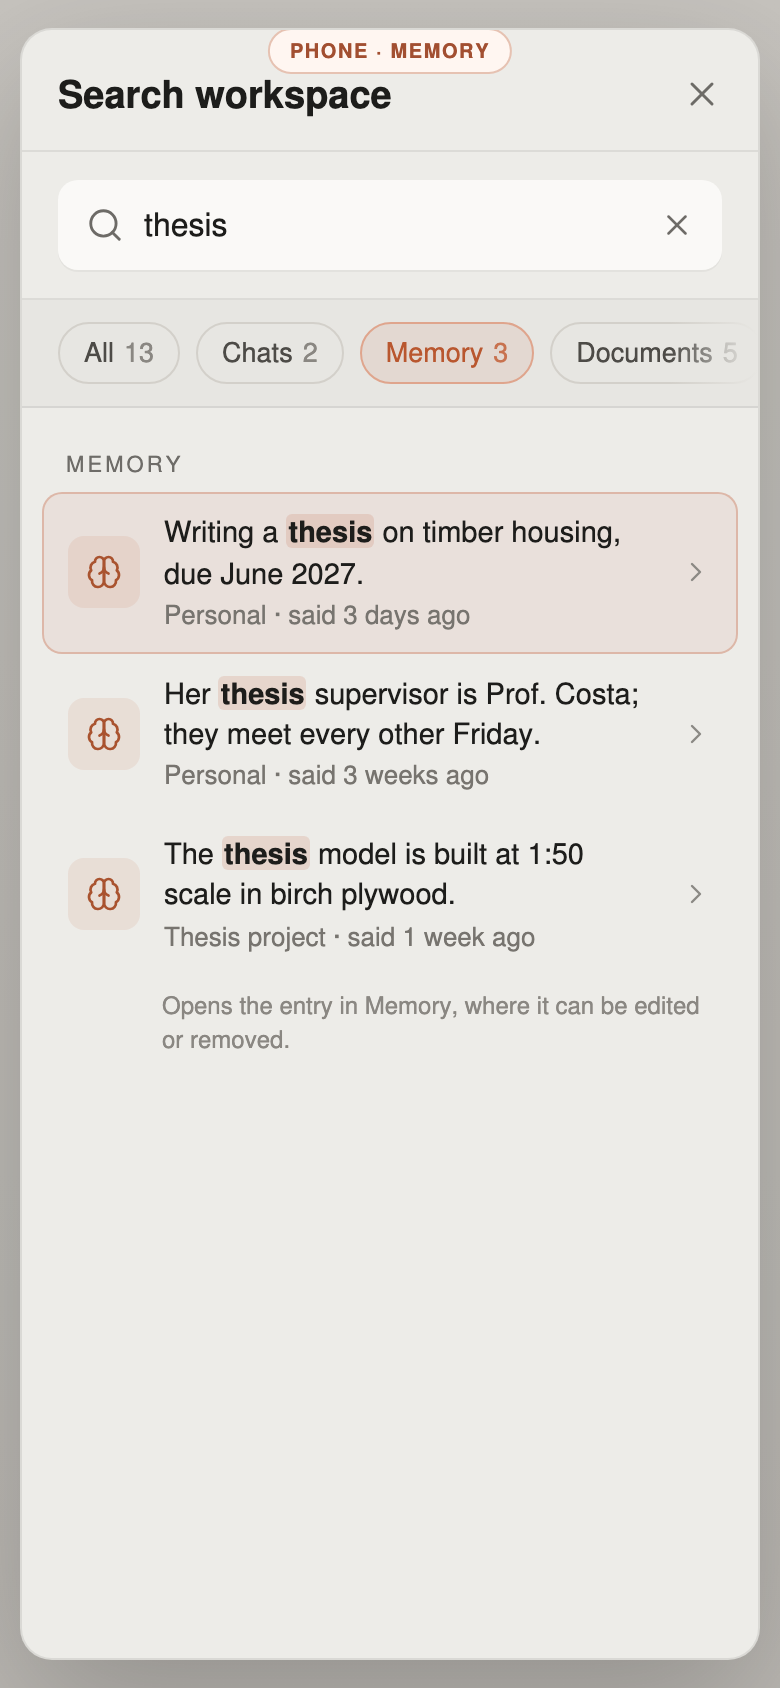 PHONE · MEMORY
Search workspace
thesis
All 13 Chats 2 Memory 3 Documents 5
MEMORY
Writing a thesis on timber housing,
due June 2027.
Personal · said 3 days ago
Her thesis supervisor is Prof. Costa;
they meet every other Friday.
Personal · said 3 weeks ago
The thesis model is built at 1:50
scale in birch plywood.
Thesis project · said 1 week ago
Opens the entry in Memory, where it can be edited
or removed.